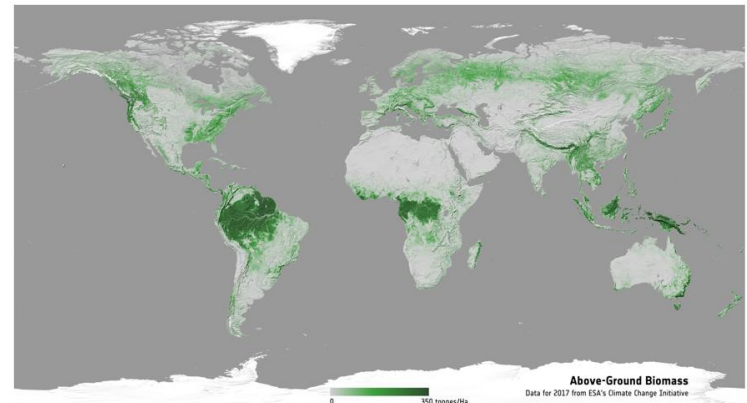 Above-Ground Biomass
Data for 2017 from ESA's Climate Change Initiative
0 350 tonnes/Ha